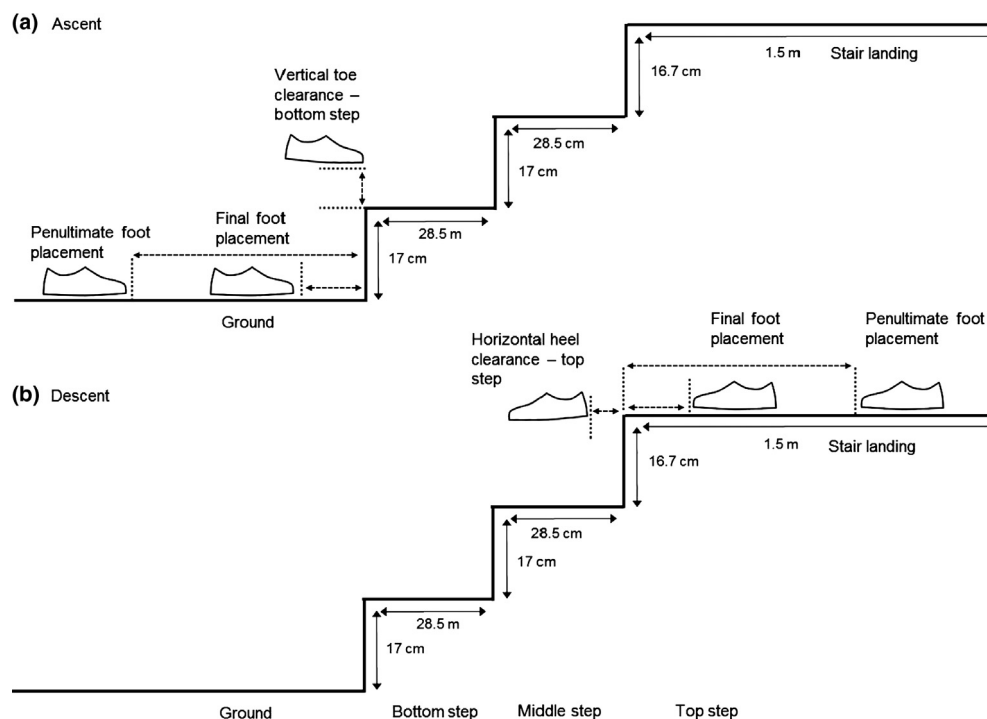 (a) Ascent
1.5 m
Stair landing
16.7 cm
Vertical toe
clearance –
bottom step
28.5 cm
17 cm
Final foot
placement
Penultimate foot
placement
28.5 m
17 cm
Ground
Final foot
placement
Penultimate foot
placement
Horizontal heel
clearance – top
step
(b) Descent
1.5 m
Stair landing
16.7 cm
28.5 cm
17 cm
28.5 m
17 cm
Ground
Bottom step
Middle step
Top step